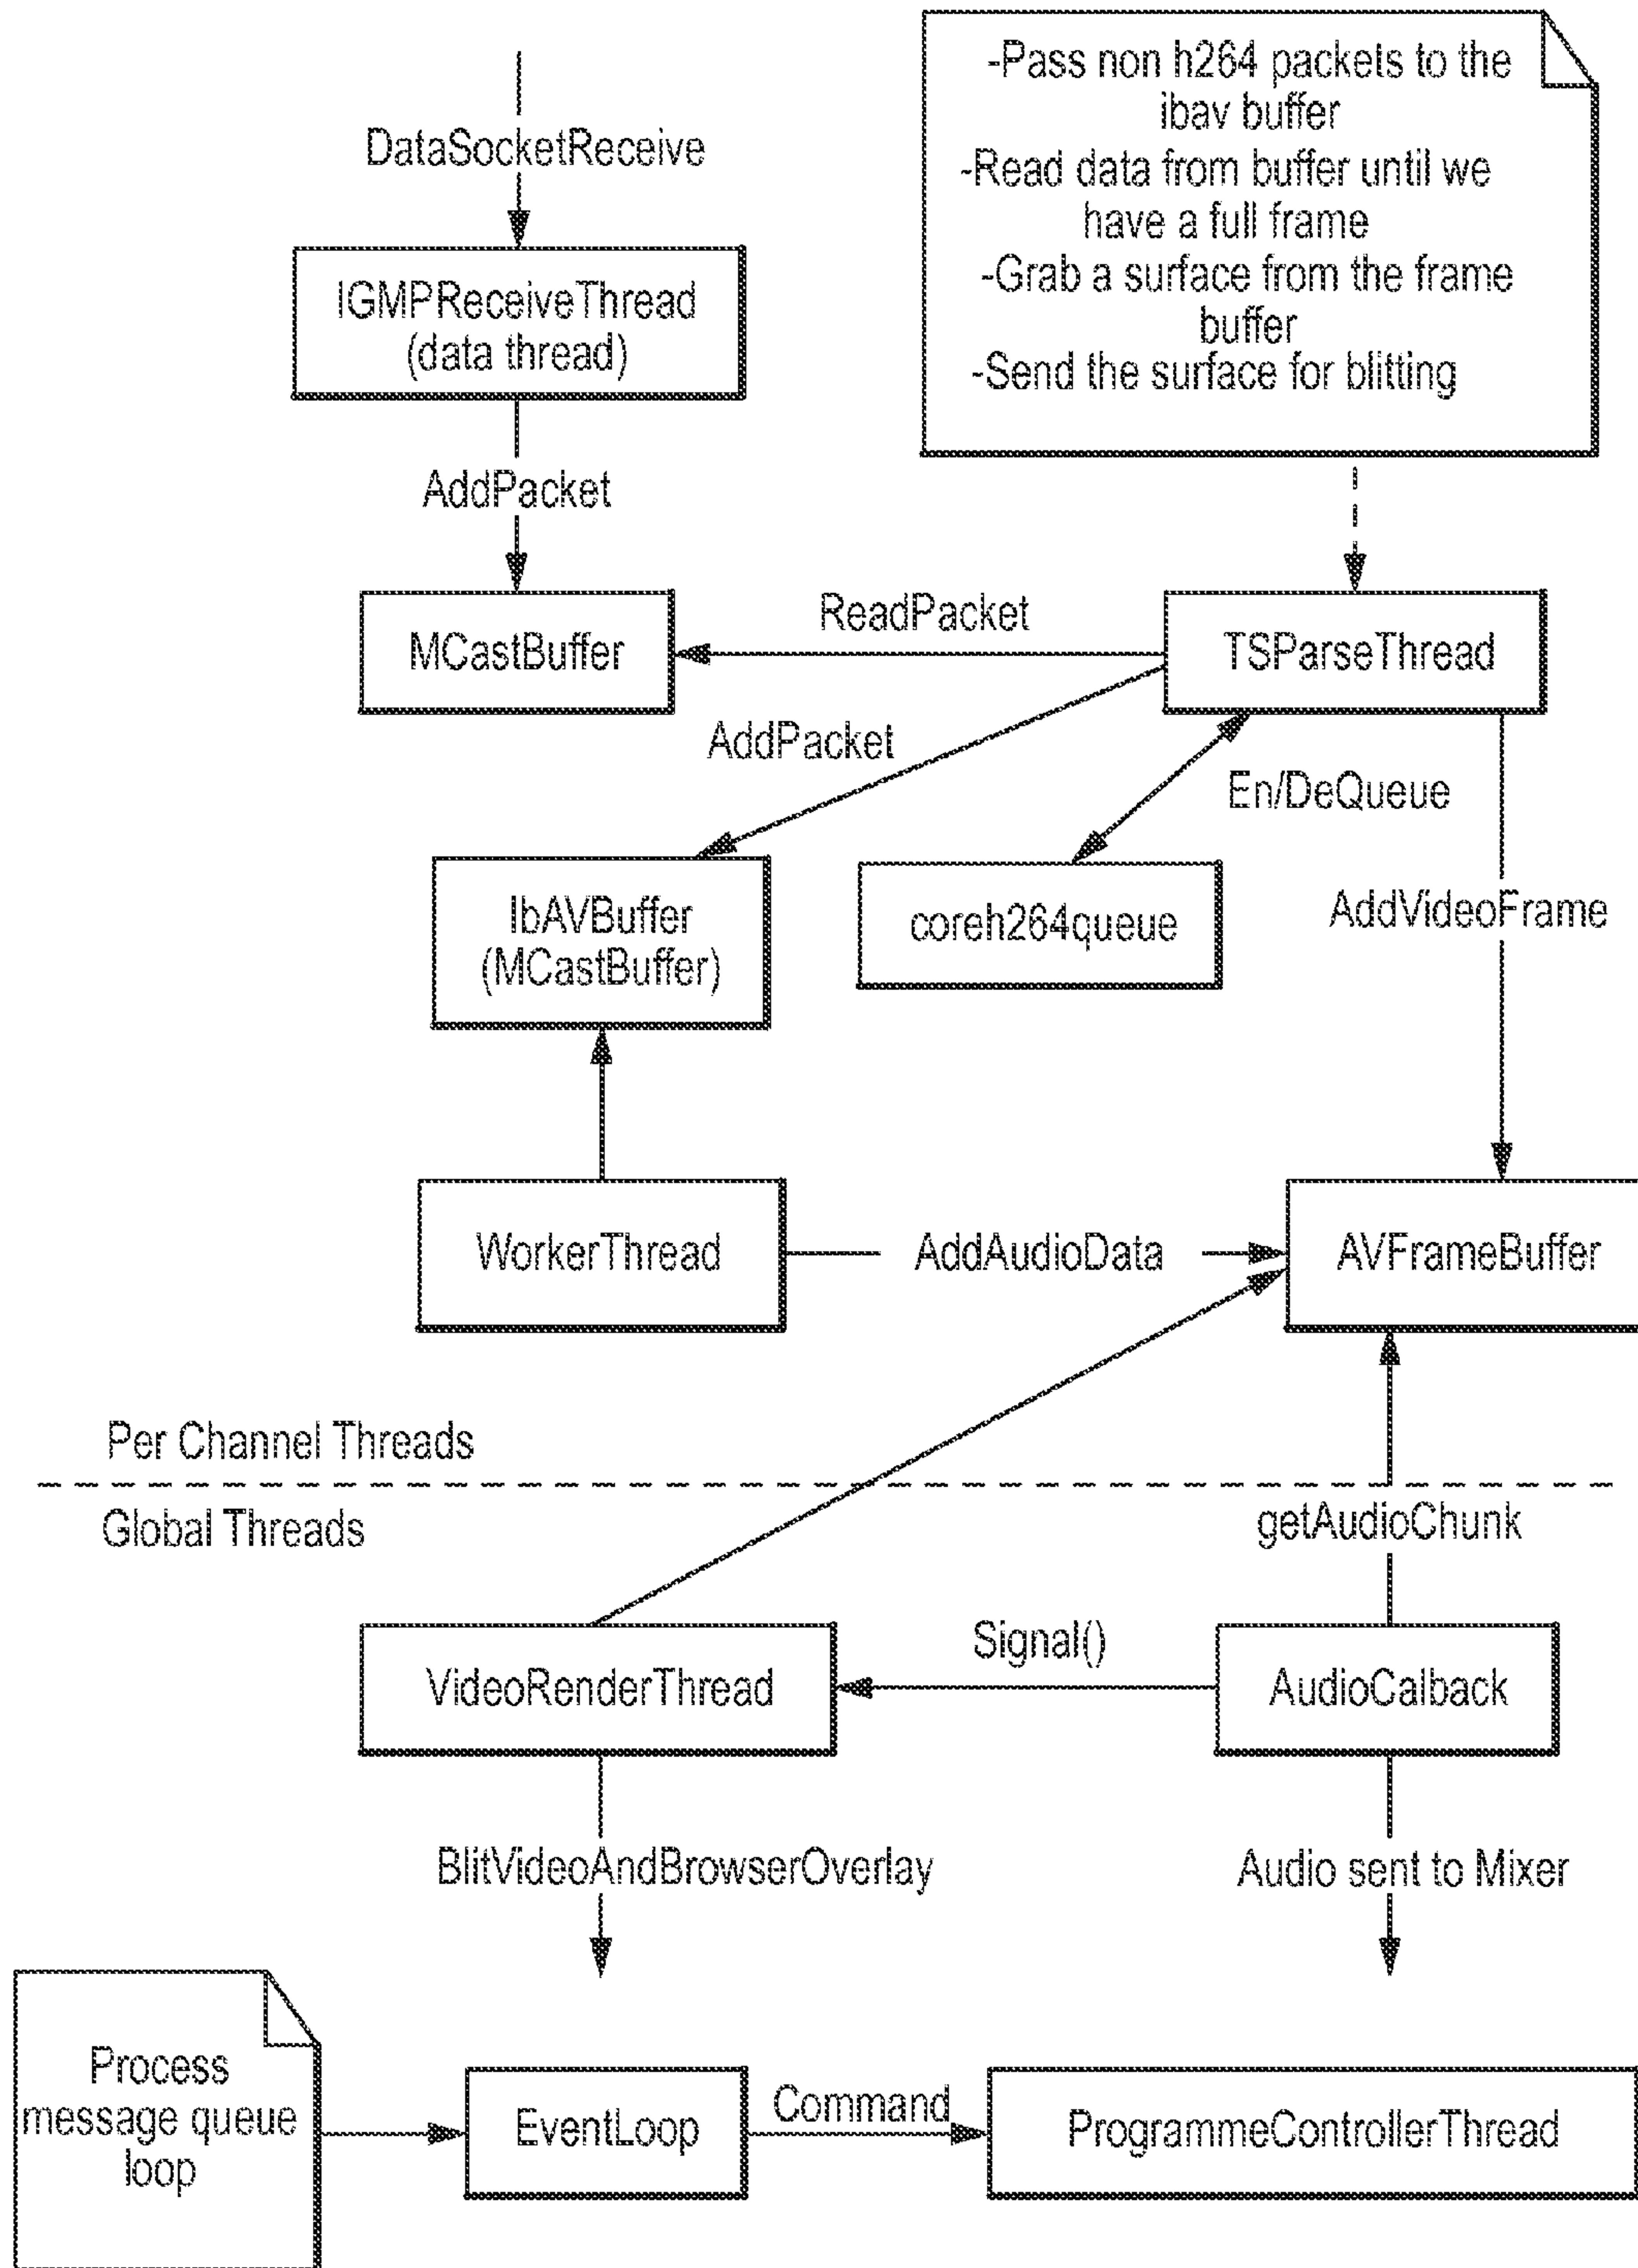 -Pass non h264 packets to the
ibav buffer
-Read data from buffer until we
have a full frame
-Grab a surface from the frame
buffer
-Send the surface for blitting
DataSocketReceive
IGMPReceiveThread
(data thread)
AddPacket
MCastBuffer
ReadPacket
TSParseThread
AddPacket
En/DeQueue
IbAVBuffer
(MCastBuffer)
coreh264queue
AddVideoFrame
WorkerThread
AddAudioData
AVFrameBuffer
Per Channel Threads
Global Threads
getAudioChunk
VideoRenderThread
Signal()
AudioCalback
BlitVideoAndBrowserOverlay
Audio sent to Mixer
Process
message queue
loop
EventLoop
Command
ProgrammeControllerThread